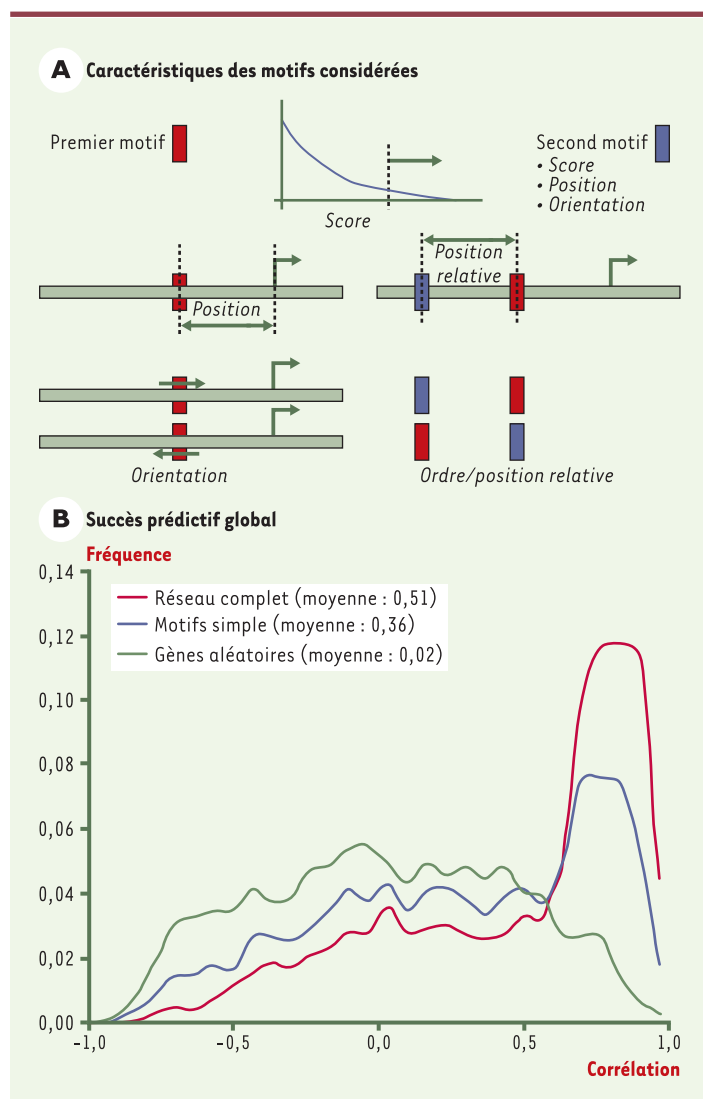 A Caractéristiques des motifs considérées
Premier motif
Second motif
• Score
• Position
• Orientation
Score
Position
Position
relative
Orientation
Ordre/position relative
B Succès prédictif global
Fréquence
0,14
0,12
0,10
0,08
0,06
0,04
0,02
0,00
Réseau complet (moyenne : 0,51)
Motifs simple (moyenne : 0,36)
Gènes aléatoires (moyenne : 0,02)
-1,0 -0,5 0,0 0,5 1,0
Corrélation